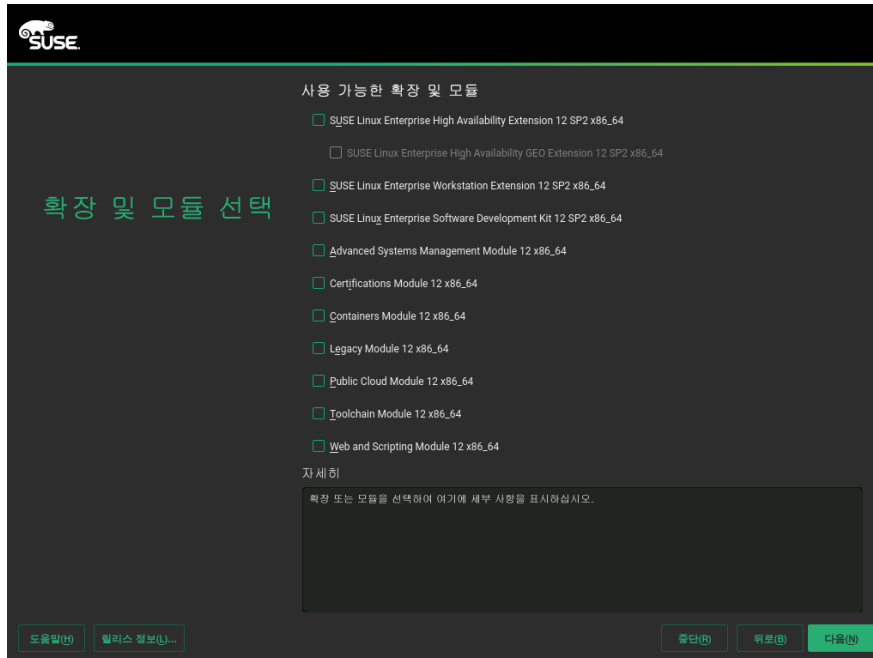 SUSE.
사용 가능한 확장 및 모듈
SUSE Linux Enterprise High Availability Extension 12 SP2 x86_64
SUSE Linux Enterprise High Availability GEO Extension 12 SP2 x86_64
SUSE Linux Enterprise Workstation Extension 12 SP2 x86_64
확장 및 모듈 선택
SUSE Linux Enterprise Software Development Kit 12 SP2 x86_64
Advanced Systems Management Module 12 x86_64
Certifications Module 12 x86_64
Containers Module 12 x86_64
Legacy Module 12 x86_64
Public Cloud Module 12 x86_64
Toolchain Module 12 x86_64
Web and Scripting Module 12 x86_64
자세히
확장 또는 모듈을 선택하여 여기에 세부 사항을 표시하십시오.
도움말(H) 릴리스 정보(L)... 중단(R) 뒤로(B) 다음(N)